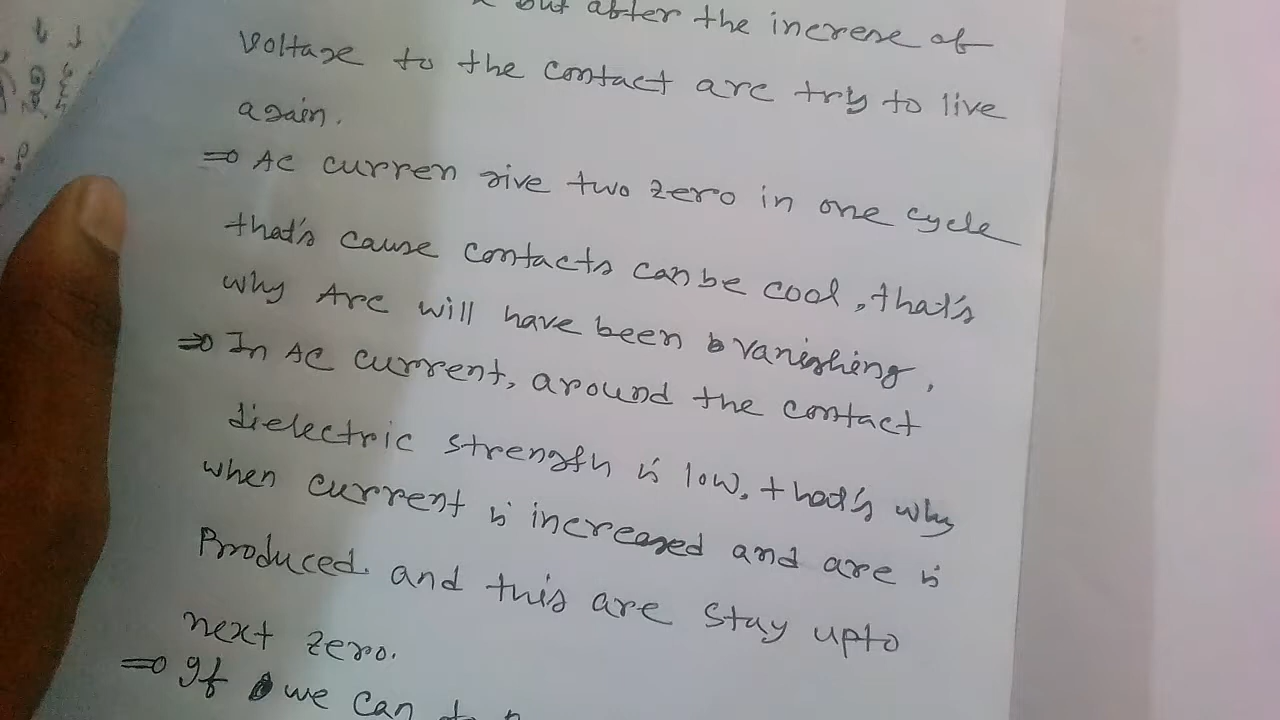 but after the increse of
voltage to the contact arc try to live
again.
⇒ AC curren give two zero in one cycle
that's cause contacts can be cool, that's
why Arc will have been vanishing.
⇒ In AC current, around the contact
dielectric strength is low, that's why
when current is increased and arc is
Produced and this arc stay upto
next zero.
⇒ If we can